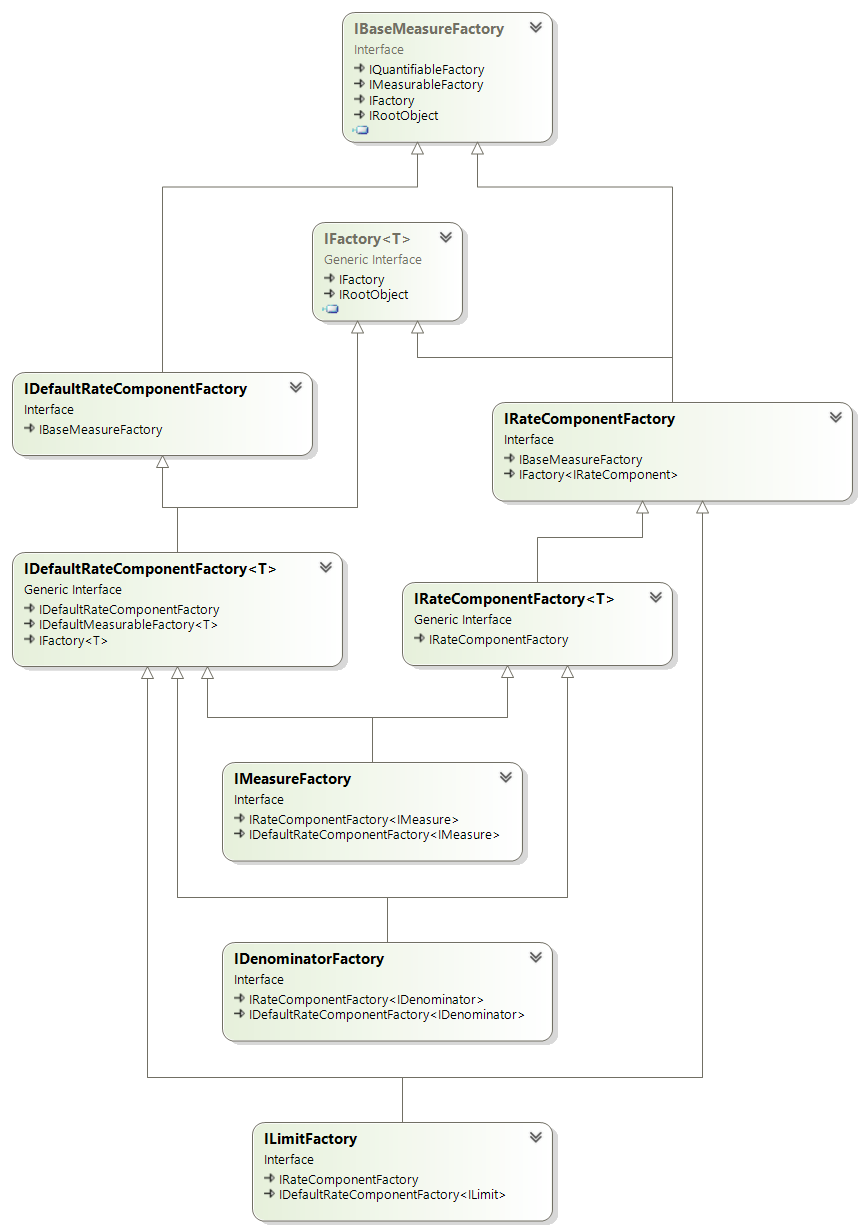 IBaseMeasureFactory
Interface
IQuantifiableFactory
IMeasurableFactory
IFactory
IRootObject
IFactory<T>
Generic Interface
IFactory
IRootObject
IDefaultRateComponentFactory
Interface
IBaseMeasureFactory
IRateComponentFactory
Interface
IBaseMeasureFactory
IFactory<IRateComponent>
IDefaultRateComponentFactory<T>
Generic Interface
IDefaultRateComponentFactory
IDefaultMeasurableFactory<T>
IFactory<T>
IRateComponentFactory<T>
Generic Interface
IRateComponentFactory
IMeasureFactory
Interface
IRateComponentFactory<IMeasure>
IDefaultRateComponentFactory<IMeasure>
IDenominatorFactory
Interface
IRateComponentFactory<IDenominator>
IDefaultRateComponentFactory<IDenominator>
ILimitFactory
Interface
IRateComponentFactory
IDefaultRateComponentFactory<ILimit>